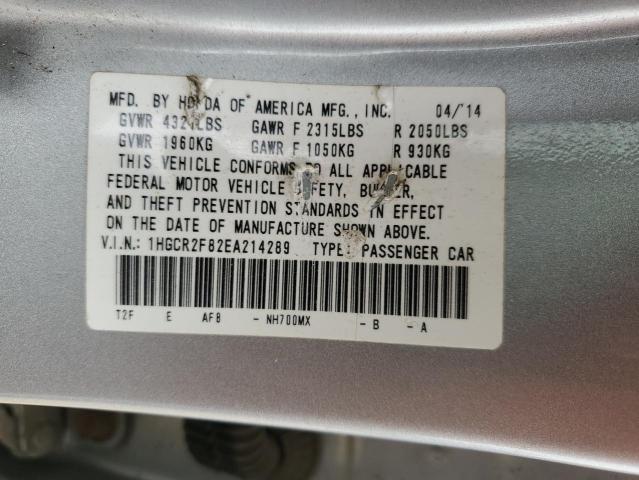 MFD. BY HONDA OF AMERICA MFG., INC. 04/'14
GVWR 4321LBS GAWR F 2315LBS R 2050LBS
GVWR 1960KG GAWR F 1050KG R 930KG
THIS VEHICLE CONFORMS TO ALL APPLICABLE
FEDERAL MOTOR VEHICLE SAFETY, BUMPER,
AND THEFT PREVENTION STANDARDS IN EFFECT
ON THE DATE OF MANUFACTURE SHOWN ABOVE.
V.I.N.: 1HGCR2F82EA214289 TYPE: PASSENGER CAR
T2F E AF8 - NH700MX - B - A